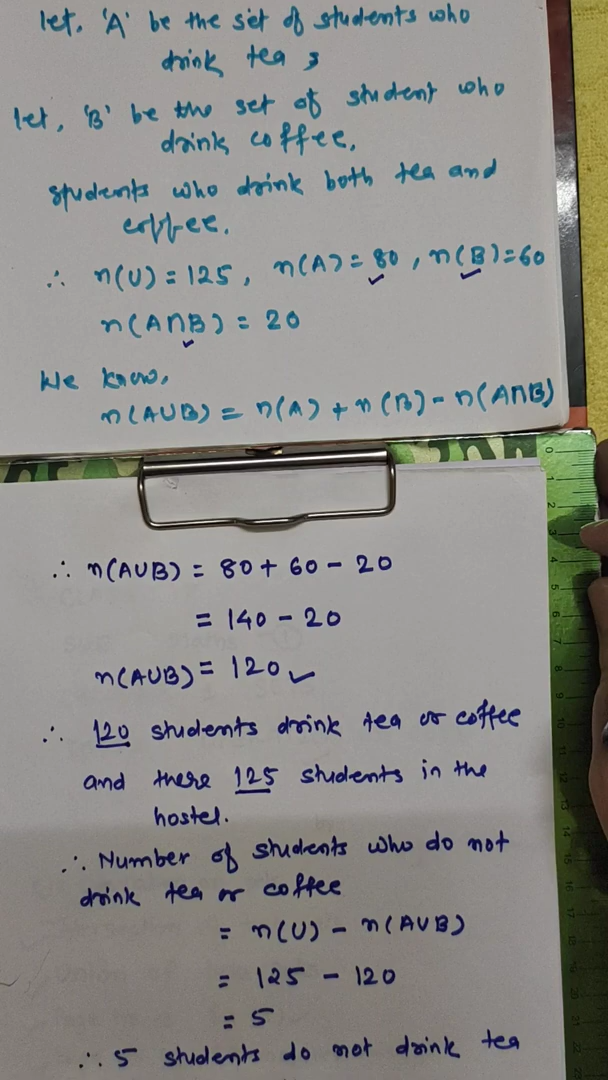 let, 'A' be the set of students who
drink tea ;
let, 'B' be the set of student who
drink coffee.
students who drink both tea and
coffee.
∴ n(U) = 125, n(A) = 80, n(B) = 60
n(A∩B) = 20
We know,
n(A∪B) = n(A) + n(B) - n(A∩B)
∴ n(A∪B) = 80 + 60 - 20
= 140 - 20
n(A∪B) = 120 ✓
∴ 120 students drink tea or coffee
and there 125 students in the
hostel.
∴ Number of students who do not
drink tea or coffee
= n(U) - n(A∪B)
= 125 - 120
= 5
∴ 5 students do not drink tea